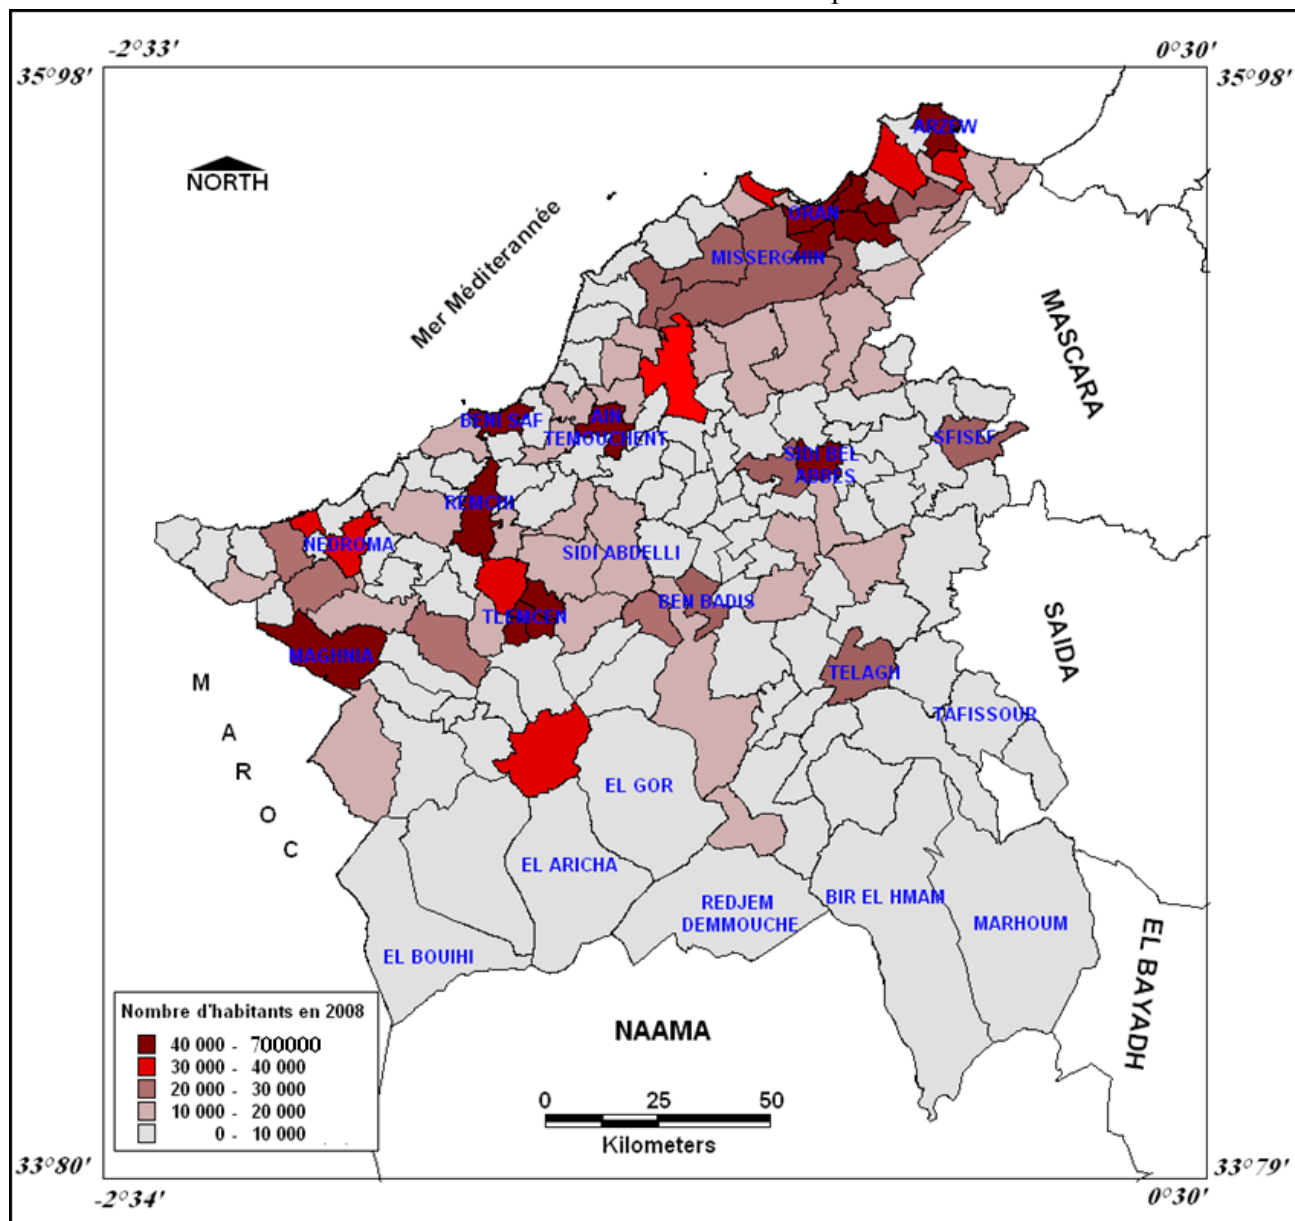 -2°33'
0°30'
35°98'
35°98'
ARZEW
NORTH
ORAN
MISSERGHIN
Mer Méditerannée
MASCARA
BENI SAF
AIN
TEMOUCHENT
SFISEF
SIDI BEL
ABBES
REMCHI
NEDROMA
SIDI ABDELLI
BEN BADIS
TLEMCEN
SAIDA
MAGHNIA
TELAGH
M
A
R
O
C
TAFISSOUR
EL GOR
EL ARICHA
BIR EL HMAM
REDJEM
DEMMOUCHE
MARHOUM
EL BOUIHI
EL BAYADH
NAAMA
Nombre d'habitants en 2008
40 000 - 700000
30 000 - 40 000
20 000 - 30 000
10 000 - 20 000
0 - 10 000
0 25 50
Kilometers
33°80'
33°79'
-2°34'
0°30'